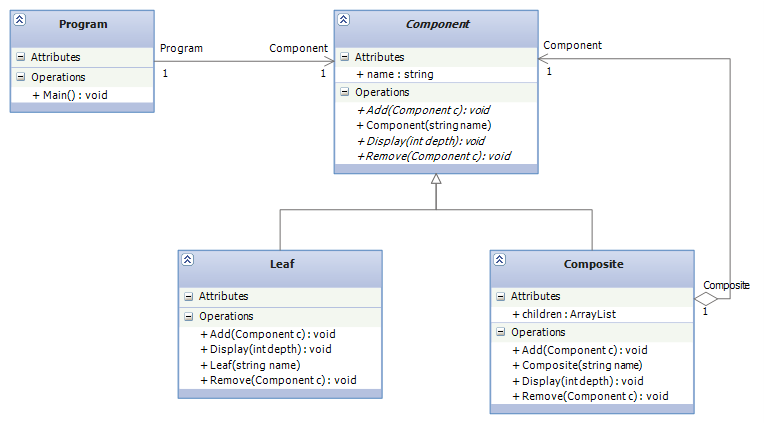 Program
Attributes
Operations
+ Main() : void
Program
1
Component
1
Component
Attributes
+ name : string
Operations
+ Add(Component c) : void
+ Component(string name)
+ Display(int depth) : void
+ Remove(Component c) : void
Component
1
Leaf
Attributes
Operations
+ Add(Component c) : void
+ Display(int depth) : void
+ Leaf(string name)
+ Remove(Component c) : void
Composite
Attributes
+ children : ArrayList
Operations
+ Add(Component c) : void
+ Composite(string name)
+ Display(int depth) : void
+ Remove(Component c) : void
Composite
1